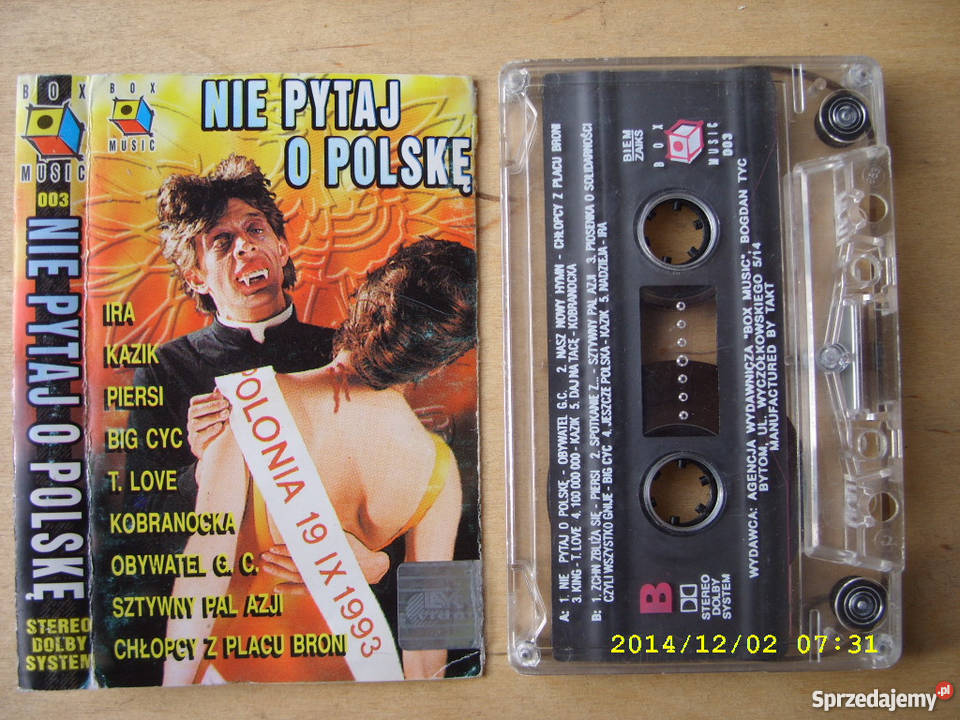 BOX
MUSIC
003
NIE PYTAJ O POLSKĘ
STEREO
DOLBY
SYSTEM
BOX
MUSIC
NIE PYTAJ
O POLSKĘ
IRA
KAZIK
PIERSI
BIG CYC
T. LOVE
KOBRANOCKA
OBYWATEL G. C.
SZTYWNY PAL AZJI
CHŁOPCY Z PLACU BRONI
POLONIA 19 IX 1993
A: 1. NIE PYTAJ O POLSKĘ - OBYWATEL G.C. 2. NASZ NOWY HYMN - CHŁOPCY Z PLACU BRONI
3. KING - T.LOVE 4. 100 000 000 - KAZIK 5. DAJ NA TACĘ - KOBRANOCKA
B: 1. ZCHN ZBLIŻA SIĘ - PIERSI 2. SPOTKANIE Z... - SZTYWNY PAL AZJI 3. PIOSENKA O SOLIDARNOŚCI
CZYLI WSZYSTKO GNIJE - BIG CYC 4. JESZCZE POLSKA - KAZIK 5. NADZIEJA - IRA
BIEM
ZAIKS
BOX
MUSIC
003
B
STEREO
DOLBY
SYSTEM
WYDAWCA: AGENCJA WYDAWNICZA "BOX MUSIC", BOGDAN TYC
BYTOM, UL. WYCZÓŁKOWSKIEGO 5/14
MANUFACTURED BY TAKT
2014/12/02 07:31
Sprzedajemy.pl